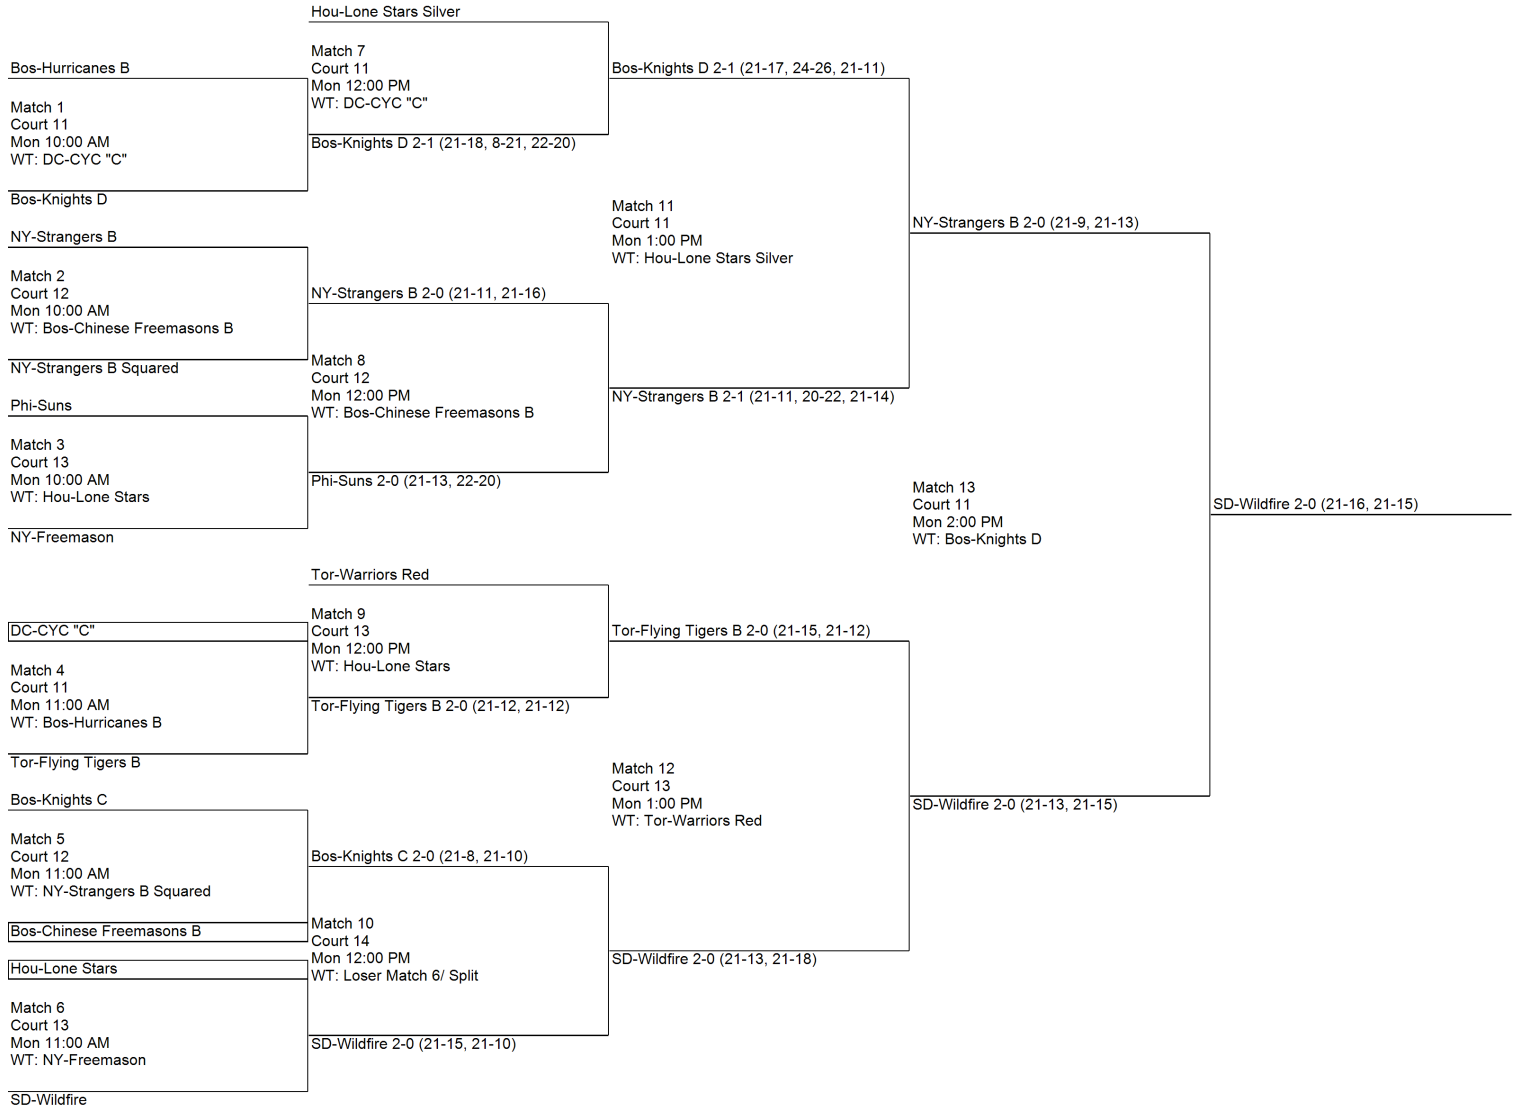 Hou-Lone Stars Silver
Bos-Hurricanes B
Match 1
Court 11
Mon 10:00 AM
WT: DC-CYC "C"
Bos-Knights D
NY-Strangers B
Match 2
Court 12
Mon 10:00 AM
WT: Bos-Chinese Freemasons B
NY-Strangers B Squared
Phi-Suns
Match 3
Court 13
Mon 10:00 AM
WT: Hou-Lone Stars
NY-Freemason
DC-CYC "C"
Match 4
Court 11
Mon 11:00 AM
WT: Bos-Hurricanes B
Tor-Flying Tigers B
Bos-Knights C
Match 5
Court 12
Mon 11:00 AM
WT: NY-Strangers B Squared
Bos-Chinese Freemasons B
Hou-Lone Stars
Match 6
Court 13
Mon 11:00 AM
WT: NY-Freemason
SD-Wildfire
Match 7
Court 11
Mon 12:00 PM
WT: DC-CYC "C"
Bos-Knights D 2-1 (21-18, 8-21, 22-20)
NY-Strangers B 2-0 (21-11, 21-16)
Match 8
Court 12
Mon 12:00 PM
WT: Bos-Chinese Freemasons B
Phi-Suns 2-0 (21-13, 22-20)
Tor-Warriors Red
Match 9
Court 13
Mon 12:00 PM
WT: Hou-Lone Stars
Tor-Flying Tigers B 2-0 (21-12, 21-12)
Bos-Knights C 2-0 (21-8, 21-10)
Match 10
Court 14
Mon 12:00 PM
WT: Loser Match 6/ Split
SD-Wildfire 2-0 (21-15, 21-10)
Bos-Knights D 2-1 (21-17, 24-26, 21-11)
Match 11
Court 11
Mon 1:00 PM
WT: Hou-Lone Stars Silver
NY-Strangers B 2-1 (21-11, 20-22, 21-14)
Tor-Flying Tigers B 2-0 (21-15, 21-12)
Match 12
Court 13
Mon 1:00 PM
WT: Tor-Warriors Red
SD-Wildfire 2-0 (21-13, 21-18)
NY-Strangers B 2-0 (21-9, 21-13)
Match 13
Court 11
Mon 2:00 PM
WT: Bos-Knights D
SD-Wildfire 2-0 (21-13, 21-15)
SD-Wildfire 2-0 (21-16, 21-15)